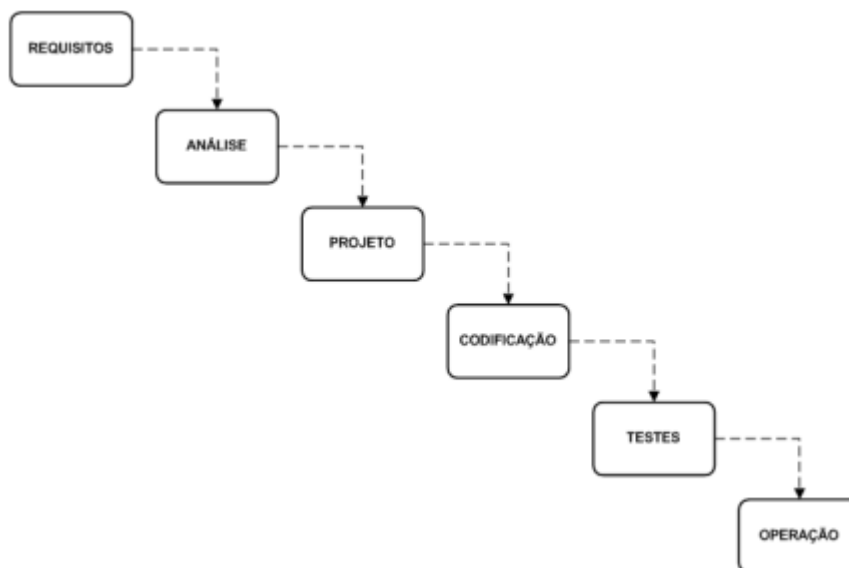 REQUISITOS
ANÁLISE
PROJETO
CODIFICAÇÃO
TESTES
OPERAÇÃO